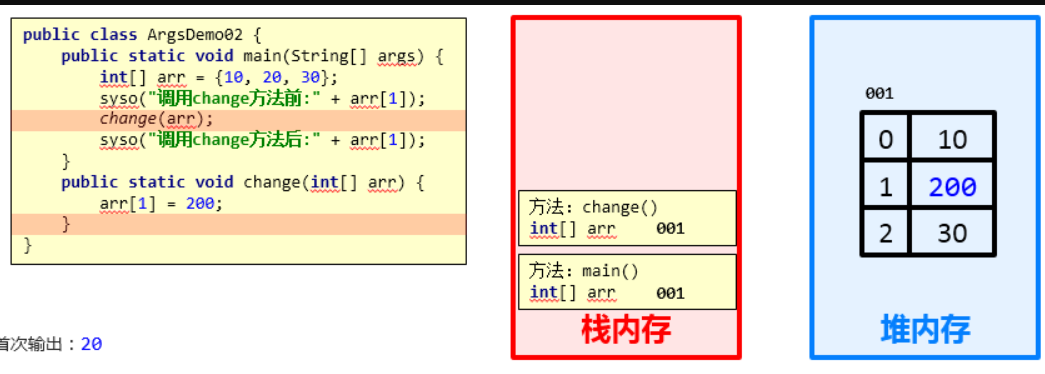 public class ArgsDemo02 {
public static void main(String[] args) {
int[] arr = {10, 20, 30};
syso("调用change方法前:" + arr[1]);
change(arr);
syso("调用change方法后:" + arr[1]);
}
public static void change(int[] arr) {
arr[1] = 200;
}
}
首次输出：20
方法：change()
int[] arr 001
方法：main()
int[] arr 001
栈内存
001
0 10
1 200
2 30
堆内存